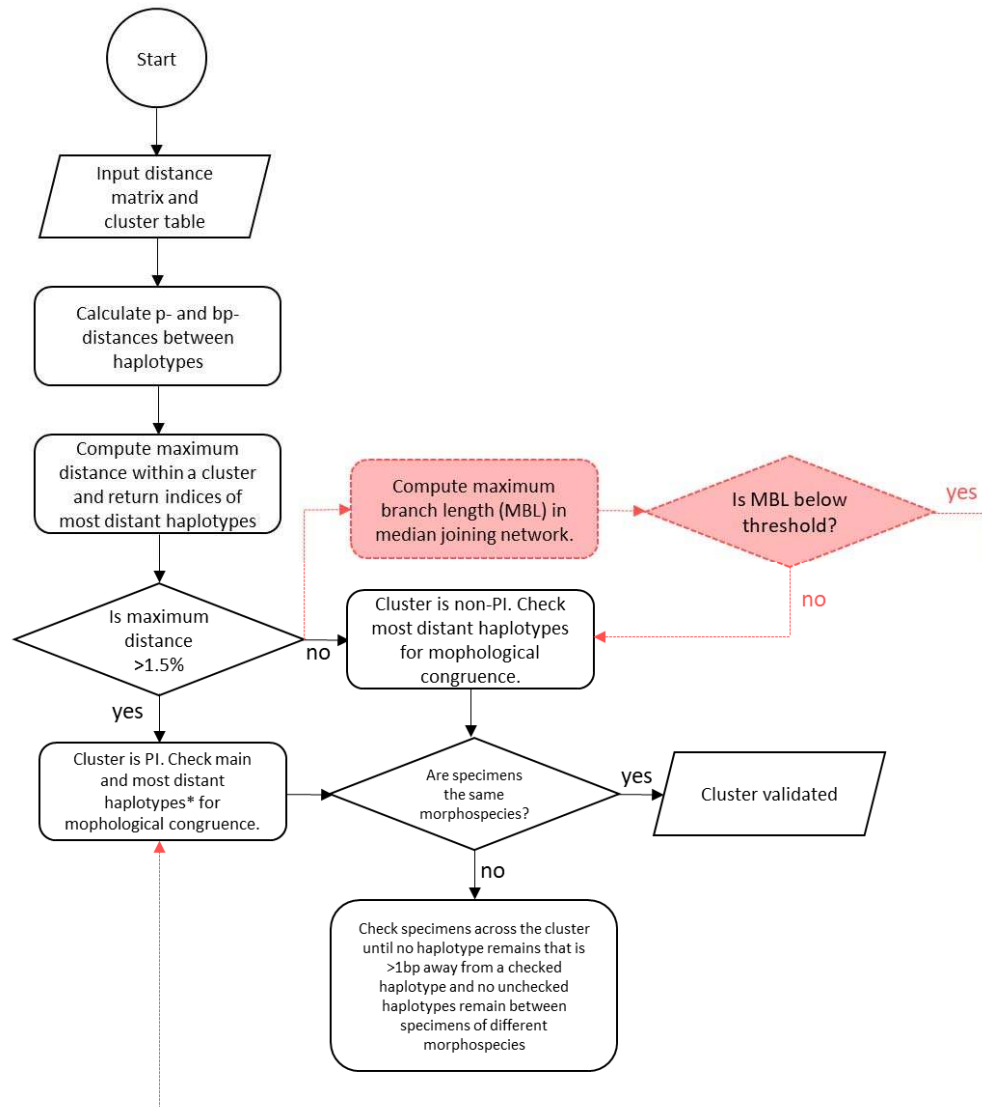 Start
Input distance
matrix and
cluster table
Calculate p- and bp-
distances between
haplotypes
Compute maximum
distance within a cluster
and return indices of
most distant haplotypes
Compute maximum
branch length (MBL) in
median joining network.
Is MBL below
threshold?
yes
no
Is maximum
distance
>1.5%
no
yes
Cluster is non-PI. Check
most distant haplotypes
for mophological
congruence.
Cluster is PI. Check main
and most distant
haplotypes* for
mophological congruence.
Are specimens
the same
morphospecies?
yes
Cluster validated
no
Check specimens across the cluster
until no haplotype remains that is
>1bp away from a checked
haplotype and no unchecked
haplotypes remain between
specimens of different
morphospecies